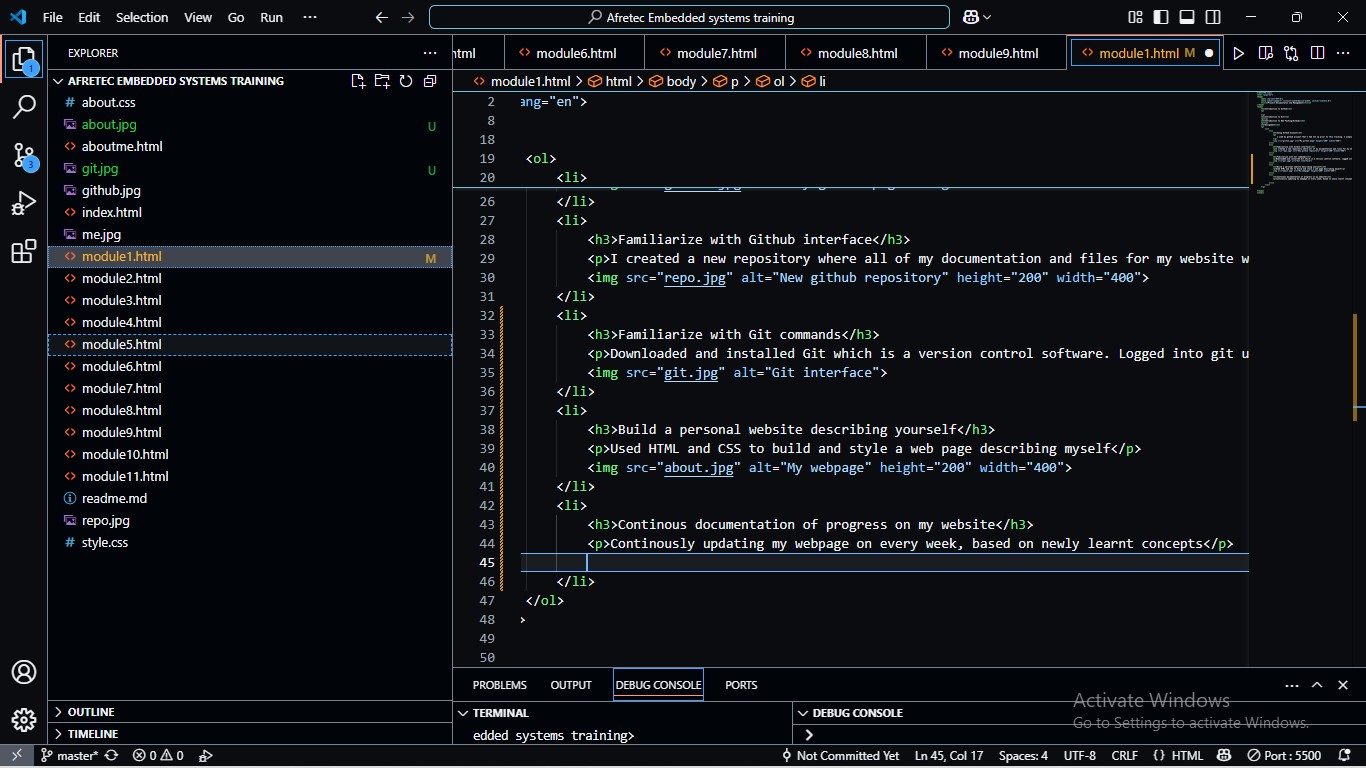 File Edit Selection View Go Run ··· Afretec Embedded systems training
EXPLORER ···
AFRETEC EMBEDDED SYSTEMS TRAINING
# about.css
about.jpg U
aboutme.html
git.jpg U
github.jpg
index.html
me.jpg
module1.html M
module2.html
module3.html
module4.html
module5.html
module6.html
module7.html
module8.html
module9.html
module10.html
module11.html
readme.md
repo.jpg
# style.css
OUTLINE
TIMELINE
1
3
html module6.html module7.html module8.html module9.html module1.html M
module1.html > html > body > p > ol > li
2 ang="en">
8
18
19 <ol>
20 <li>
26 </li>
27 <li>
28 <h3>Familiarize with Github interface</h3>
29 <p>I created a new repository where all of my documentation and files for my website w
30 <img src="repo.jpg" alt="New github repository" height="200" width="400">
31 </li>
32 <li>
33 <h3>Familiarize with Git commands</h3>
34 <p>Downloaded and installed Git which is a version control software. Logged into git u
35 <img src="git.jpg" alt="Git interface">
36 </li>
37 <li>
38 <h3>Build a personal website describing yourself</h3>
39 <p>Used HTML and CSS to build and style a web page describing myself</p>
40 <img src="about.jpg" alt="My webpage" height="200" width="400">
41 </li>
42 <li>
43 <h3>Continous documentation of progress on my website</h3>
44 <p>Continously updating my webpage on every week, based on newly learnt concepts</p>
45
46 </li>
47 </ol>
48 >
49
50
PROBLEMS OUTPUT DEBUG CONSOLE PORTS ···
TERMINAL
edded systems training>
DEBUG CONSOLE
>
Activate Windows
Go to Settings to activate Windows.
master* 0 0 Not Committed Yet Ln 45, Col 17 Spaces: 4 UTF-8 CRLF {} HTML Port : 5500